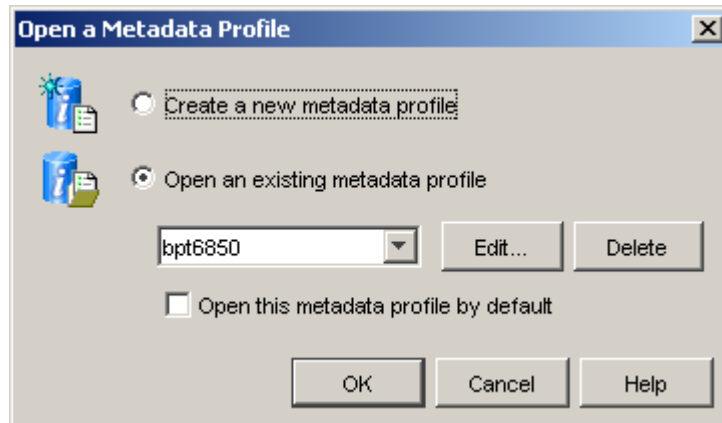 Open a Metadata Profile
Create a new metadata profile
Open an existing metadata profile
bpt6850 Edit... Delete
Open this metadata profile by default
OK Cancel Help